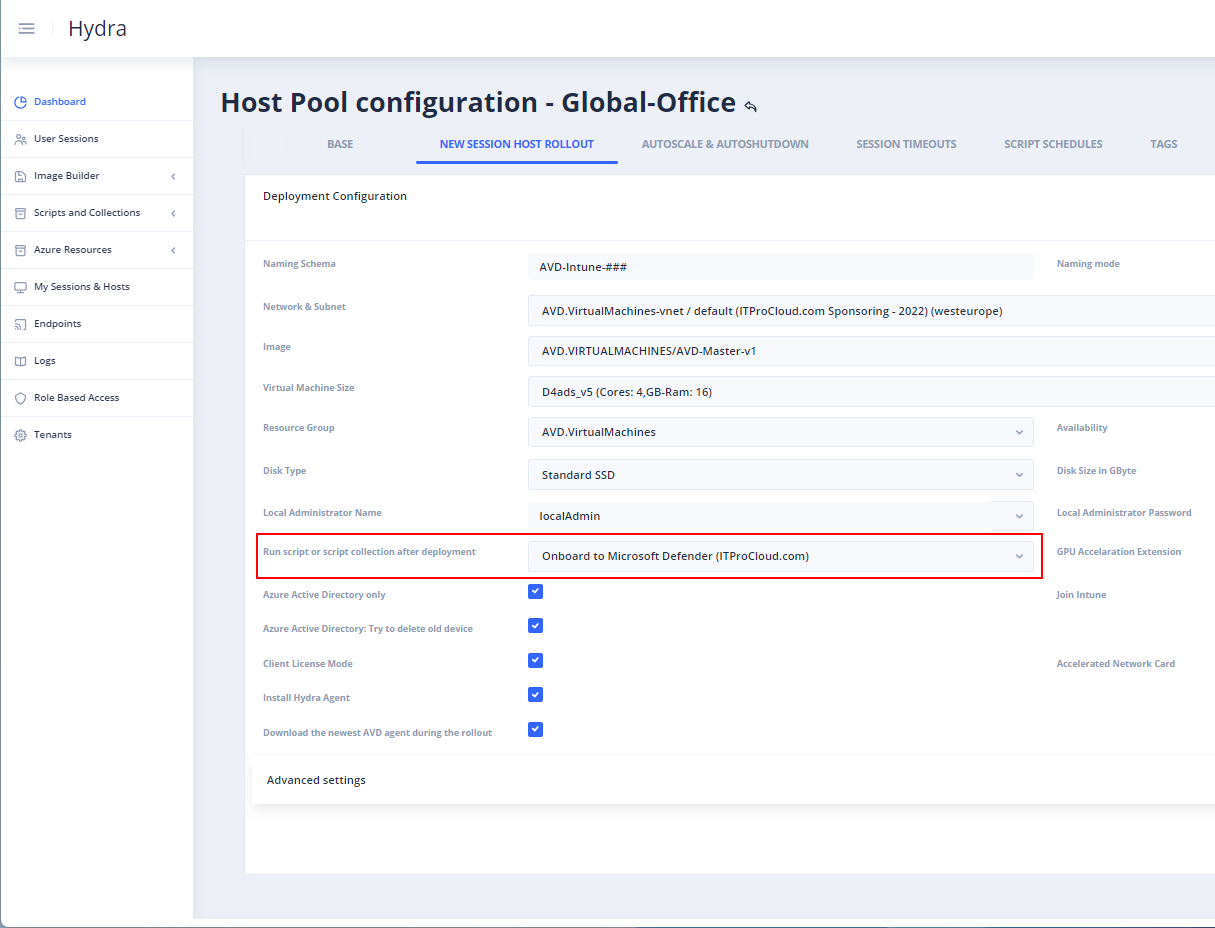 Hydra
Dashboard
User Sessions
Image Builder
Scripts and Collections
Azure Resources
My Sessions & Hosts
Endpoints
Logs
Role Based Access
Tenants
Host Pool configuration - Global-Office
BASE
NEW SESSION HOST ROLLOUT
AUTOSCALE & AUTOSHUTDOWN
SESSION TIMEOUTS
SCRIPT SCHEDULES
TAGS
Deployment Configuration
Naming Schema
AVD-Intune-###
Naming mode
Network & Subnet
AVD.VirtualMachines-vnet / default (ITProCloud.com Sponsoring - 2022) (westeurope)
Image
AVD.VIRTUALMACHINES/AVD-Master-v1
Virtual Machine Size
D4ads_v5 (Cores: 4,GB-Ram: 16)
Resource Group
AVD.VirtualMachines
Availability
Disk Type
Standard SSD
Disk Size in GByte
Local Administrator Name
localAdmin
Local Administrator Password
Run script or script collection after deployment
Onboard to Microsoft Defender (ITProCloud.com)
GPU Accelaration Extension
Azure Active Directory only
Join Intune
Azure Active Directory: Try to delete old device
Client License Mode
Accelerated Network Card
Install Hydra Agent
Download the newest AVD agent during the rollout
Advanced settings